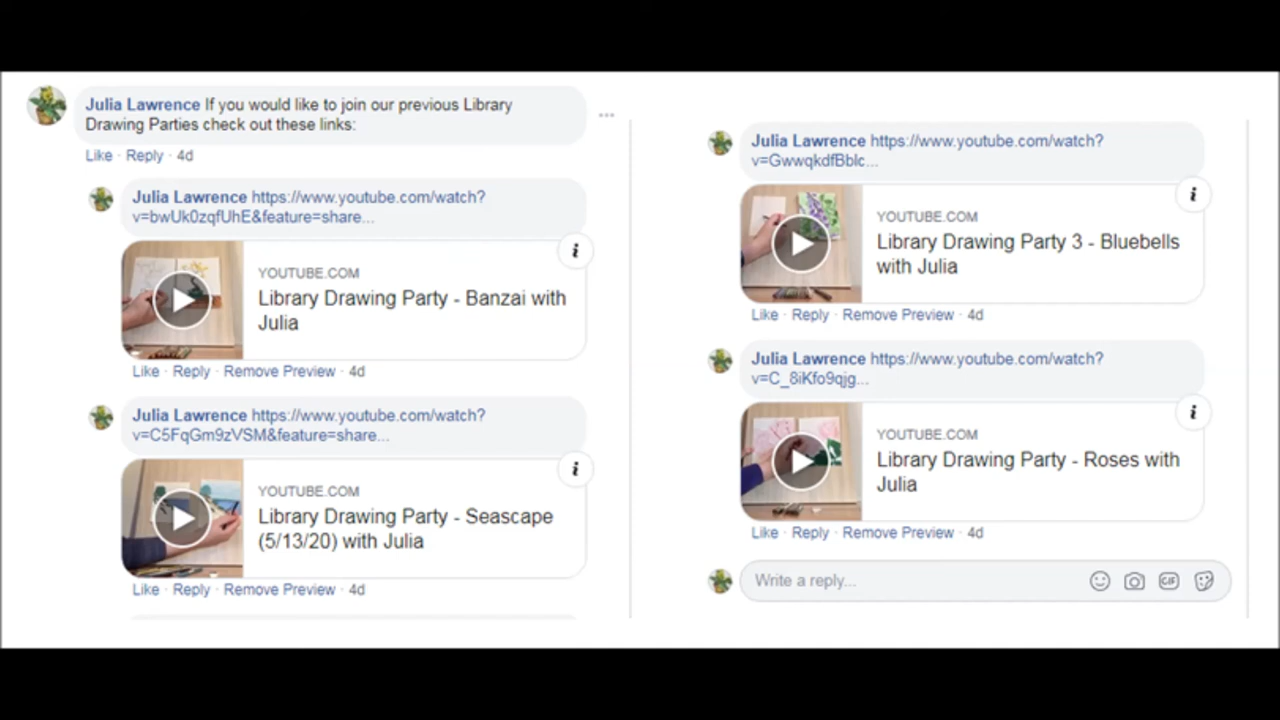 Julia Lawrence If you would like to join our previous Library
Drawing Parties check out these links:
Like · Reply · 4d
Julia Lawrence https://www.youtube.com/watch?
v=bwUk0zqfUhE&feature=share...
YOUTUBE.COM
Library Drawing Party - Banzai with
Julia
Like · Reply · Remove Preview · 4d
Julia Lawrence https://www.youtube.com/watch?
v=C5FqGm9zVSM&feature=share...
YOUTUBE.COM
Library Drawing Party - Seascape
(5/13/20) with Julia
Like · Reply · Remove Preview · 4d
Julia Lawrence https://www.youtube.com/watch?
v=GwwqkdfBblc...
YOUTUBE.COM
Library Drawing Party 3 - Bluebells
with Julia
Like · Reply · Remove Preview · 4d
Julia Lawrence https://www.youtube.com/watch?
v=C_8iKfo9qjg...
YOUTUBE.COM
Library Drawing Party - Roses with
Julia
Like · Reply · Remove Preview · 4d
Write a reply...
GIF